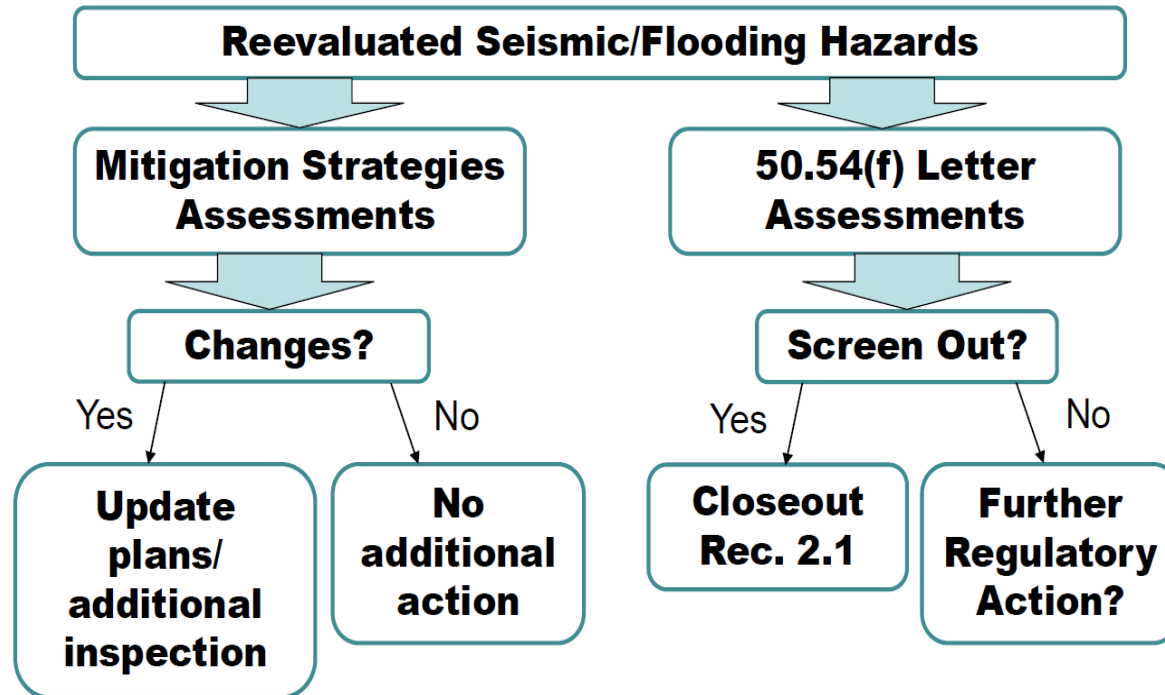 Reevaluated Seismic/Flooding Hazards
Mitigation Strategies
Assessments
50.54(f) Letter
Assessments
Changes?
Screen Out?
Yes
No
Yes
No
Update
plans/
additional
inspection
No
additional
action
Closeout
Rec. 2.1
Further
Regulatory
Action?